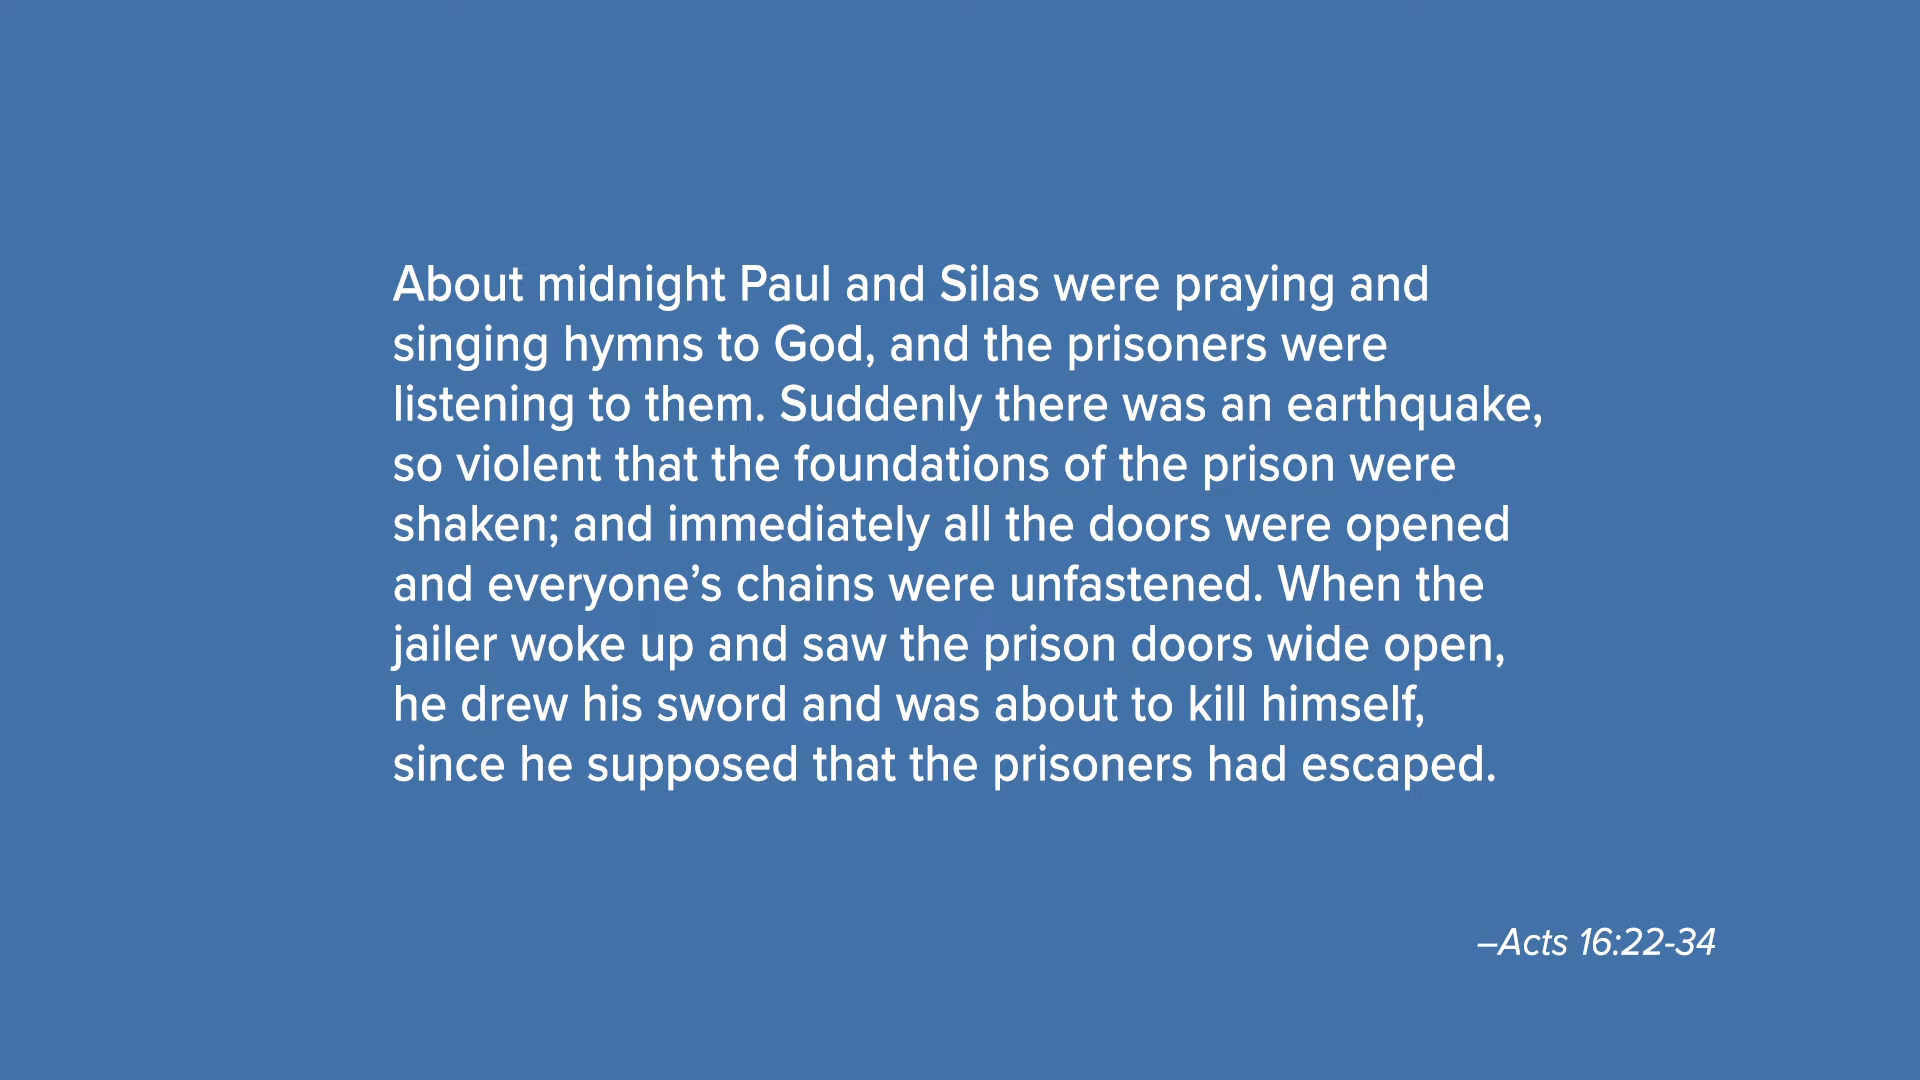 About midnight Paul and Silas were praying and
singing hymns to God, and the prisoners were
listening to them. Suddenly there was an earthquake,
so violent that the foundations of the prison were
shaken; and immediately all the doors were opened
and everyone’s chains were unfastened. When the
jailer woke up and saw the prison doors wide open,
he drew his sword and was about to kill himself,
since he supposed that the prisoners had escaped.
–Acts 16:22-34